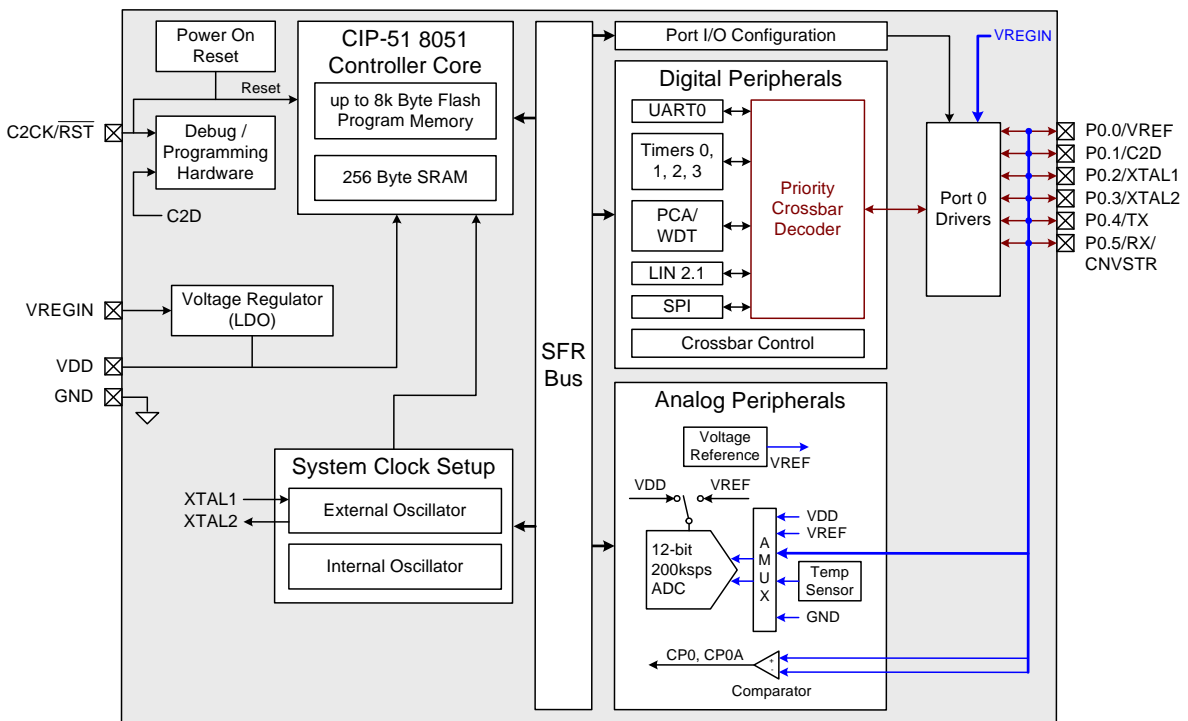 Power On
Reset
CIP-51 8051
Controller Core
up to 8k Byte Flash
Program Memory
256 Byte SRAM
Reset
C2CK/RST
Debug /
Programming
Hardware
C2D
VREGIN
Voltage Regulator
(LDO)
VDD
GND
System Clock Setup
XTAL1
XTAL2
External Oscillator
Internal Oscillator
SFR
Bus
Port I/O Configuration
Digital Peripherals
UART0
Timers 0,
1, 2, 3
PCA/
WDT
LIN 2.1
SPI
Priority
Crossbar
Decoder
Crossbar Control
VREGIN
Port 0
Drivers
P0.0/VREF
P0.1/C2D
P0.2/XTAL1
P0.3/XTAL2
P0.4/TX
P0.5/RX/
CNVSTR
Analog Peripherals
Voltage
Reference
VREF
VDD
VREF
12-bit
200ksps
ADC
A
M
U
X
VDD
VREF
Temp
Sensor
GND
CP0, CP0A
+
-
Comparator